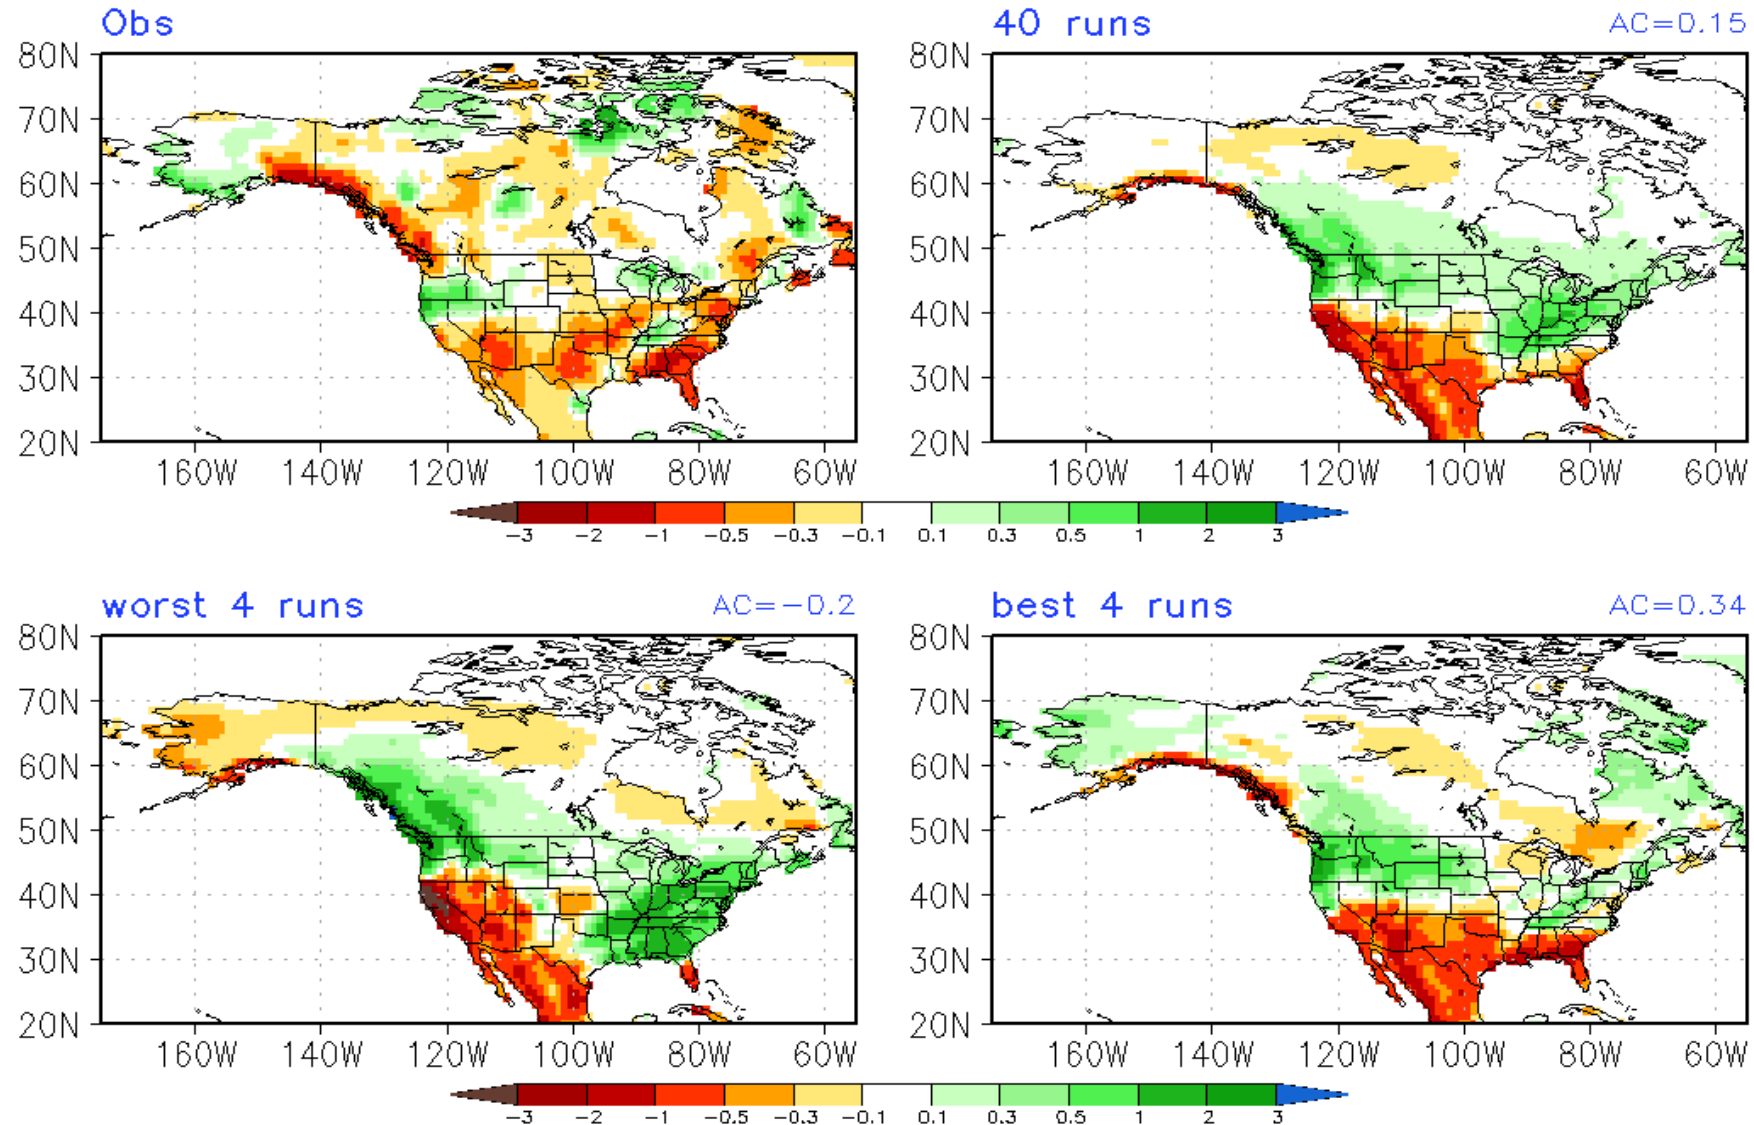 Obs
40 runs AC=0.15
80N 80N
70N 70N
60N 60N
50N 50N
40N 40N
30N 30N
20N 20N
160W 140W 120W 100W 80W 60W 160W 140W 120W 100W 80W 60W
-3 -2 -1 -0.5 -0.3 -0.1 0.1 0.3 0.5 1 2 3
worst 4 runs AC=-0.2
best 4 runs AC=0.34
80N 80N
70N 70N
60N 60N
50N 50N
40N 40N
30N 30N
20N 20N
160W 140W 120W 100W 80W 60W 160W 140W 120W 100W 80W 60W
-3 -2 -1 -0.5 -0.3 -0.1 0.1 0.3 0.5 1 2 3